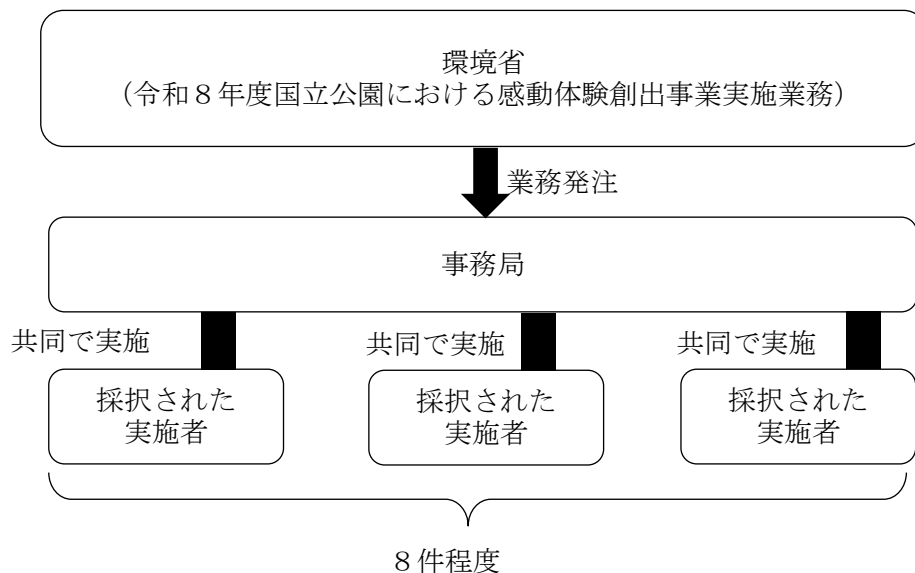 環境省
（令和８年度国立公園における感動体験創出事業実施業務）
業務発注
事務局
共同で実施
共同で実施
共同で実施
採択された
実施者
採択された
実施者
採択された
実施者
８件程度